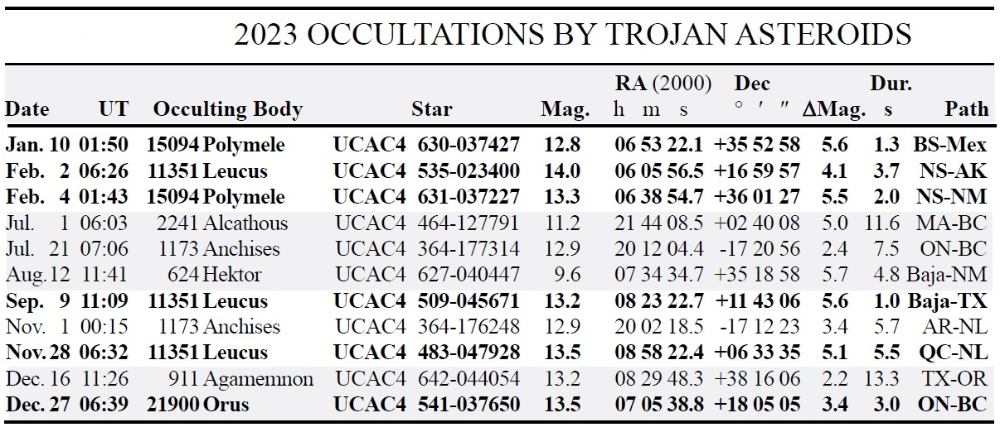 2023 OCCULTATIONS BY TROJAN ASTEROIDS
RA (2000) Dec Dur.
Date UT Occulting Body Star Mag. h m s ° ′ ″ ΔMag. s Path
Jan. 10 01:50 15094 Polymele UCAC4 630-037427 12.8 06 53 22.1 +35 52 58 5.6 1.3 BS-Mex
Feb. 2 06:26 11351 Leucus UCAC4 535-023400 14.0 06 05 56.5 +16 59 57 4.1 3.7 NS-AK
Feb. 4 01:43 15094 Polymele UCAC4 631-037227 13.3 06 38 54.7 +36 01 27 5.5 2.0 NS-NM
Jul. 1 06:03 2241 Alcathous UCAC4 464-127791 11.2 21 44 08.5 +02 40 08 5.0 11.6 MA-BC
Jul. 21 07:06 1173 Anchises UCAC4 364-177314 12.9 20 12 04.4 -17 20 56 2.4 7.5 ON-BC
Aug. 12 11:41 624 Hektor UCAC4 627-040447 9.6 07 34 34.7 +35 18 58 5.7 4.8 Baja-NM
Sep. 9 11:09 11351 Leucus UCAC4 509-045671 13.2 08 23 22.7 +11 43 06 5.6 1.0 Baja-TX
Nov. 1 00:15 1173 Anchises UCAC4 364-176248 12.9 20 02 18.5 -17 12 23 3.4 5.7 AR-NL
Nov. 28 06:32 11351 Leucus UCAC4 483-047928 13.5 08 58 22.4 +06 33 35 5.1 5.5 QC-NL
Dec. 16 11:26 911 Agamemnon UCAC4 642-044054 13.2 08 29 48.3 +38 16 06 2.2 13.3 TX-OR
Dec. 27 06:39 21900 Orus UCAC4 541-037650 13.5 07 05 38.8 +18 05 05 3.4 3.0 ON-BC